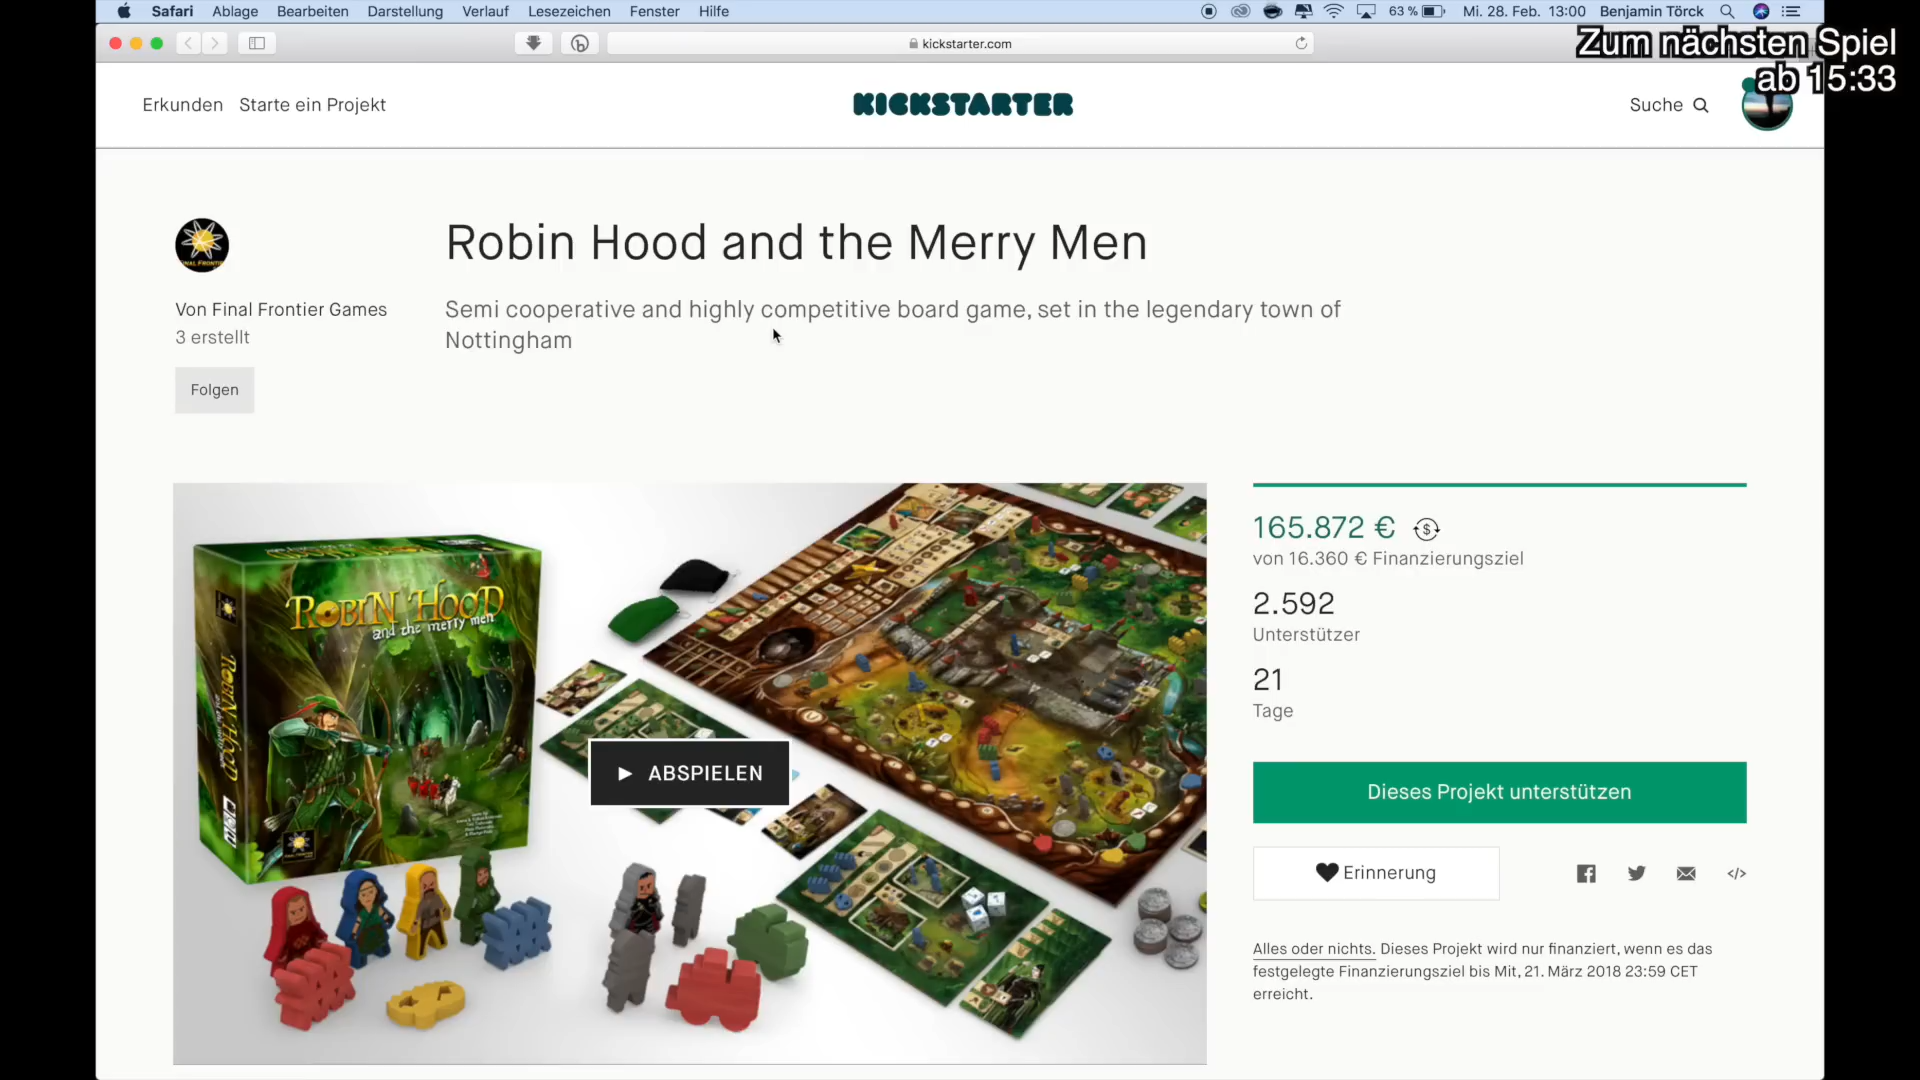 Safari Ablage Bearbeiten Darstellung Verlauf Lesezeichen Fenster Hilfe 63 % Mi. 28. Feb. 13:00 Benjamin Törck
kickstarter.com
Zum nächsten Spiel
ab 15:33
Erkunden Starte ein Projekt KICKSTARTER Suche
Robin Hood and the Merry Men
Von Final Frontier Games
3 erstellt
Folgen
Semi cooperative and highly competitive board game, set in the legendary town of
Nottingham
ROBIN HOOD
and the merry men
ROBIN HOOD
ABSPIELEN
165.872 €
von 16.360 € Finanzierungsziel
2.592
Unterstützer
21
Tage
Dieses Projekt unterstützen
Erinnerung
Alles oder nichts. Dieses Projekt wird nur finanziert, wenn es das
festgelegte Finanzierungsziel bis Mit, 21. März 2018 23:59 CET
erreicht.